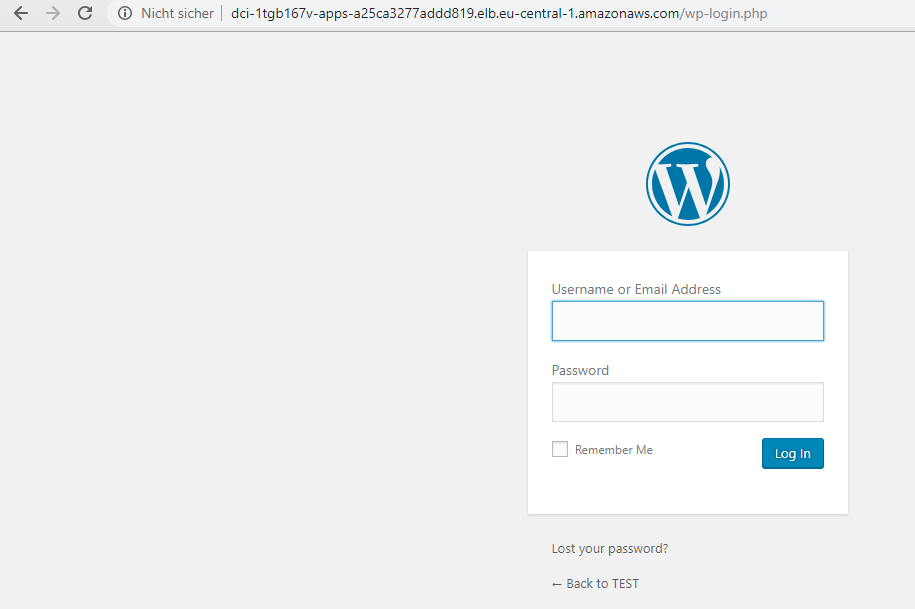 Nicht sicher | dci-1tgb167v-apps-a25ca3277addd819.elb.eu-central-1.amazonaws.com/wp-login.php
W
Username or Email Address
Password
Remember Me
Log In
Lost your password?
← Back to TEST